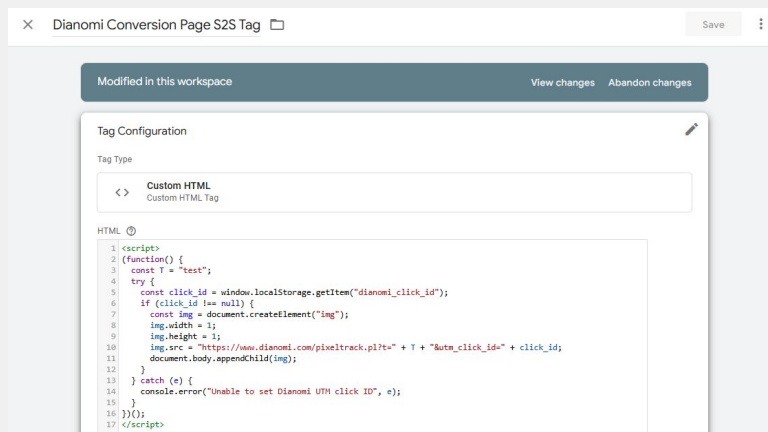 Dianomi Conversion Page S2S Tag
Save
Modified in this workspace
View changes Abandon changes
Tag Configuration
Tag Type
Custom HTML
Custom HTML Tag
HTML
1 <script>
2 (function() {
3   const T = "test";
4   try {
5     const click_id = window.localStorage.getItem("dianomi_click_id");
6     if (click_id !== null) {
7       const img = document.createElement("img");
8       img.width = 1;
9       img.height = 1;
10       img.src = "https://www.dianomi.com/pixeltrack.pl?t=" + T + "&utm_click_id=" + click_id;
11       document.body.appendChild(img);
12     }
13   } catch (e) {
14     console.error("Unable to set Dianomi UTM click ID", e);
15   }
16 })();
17 </script>